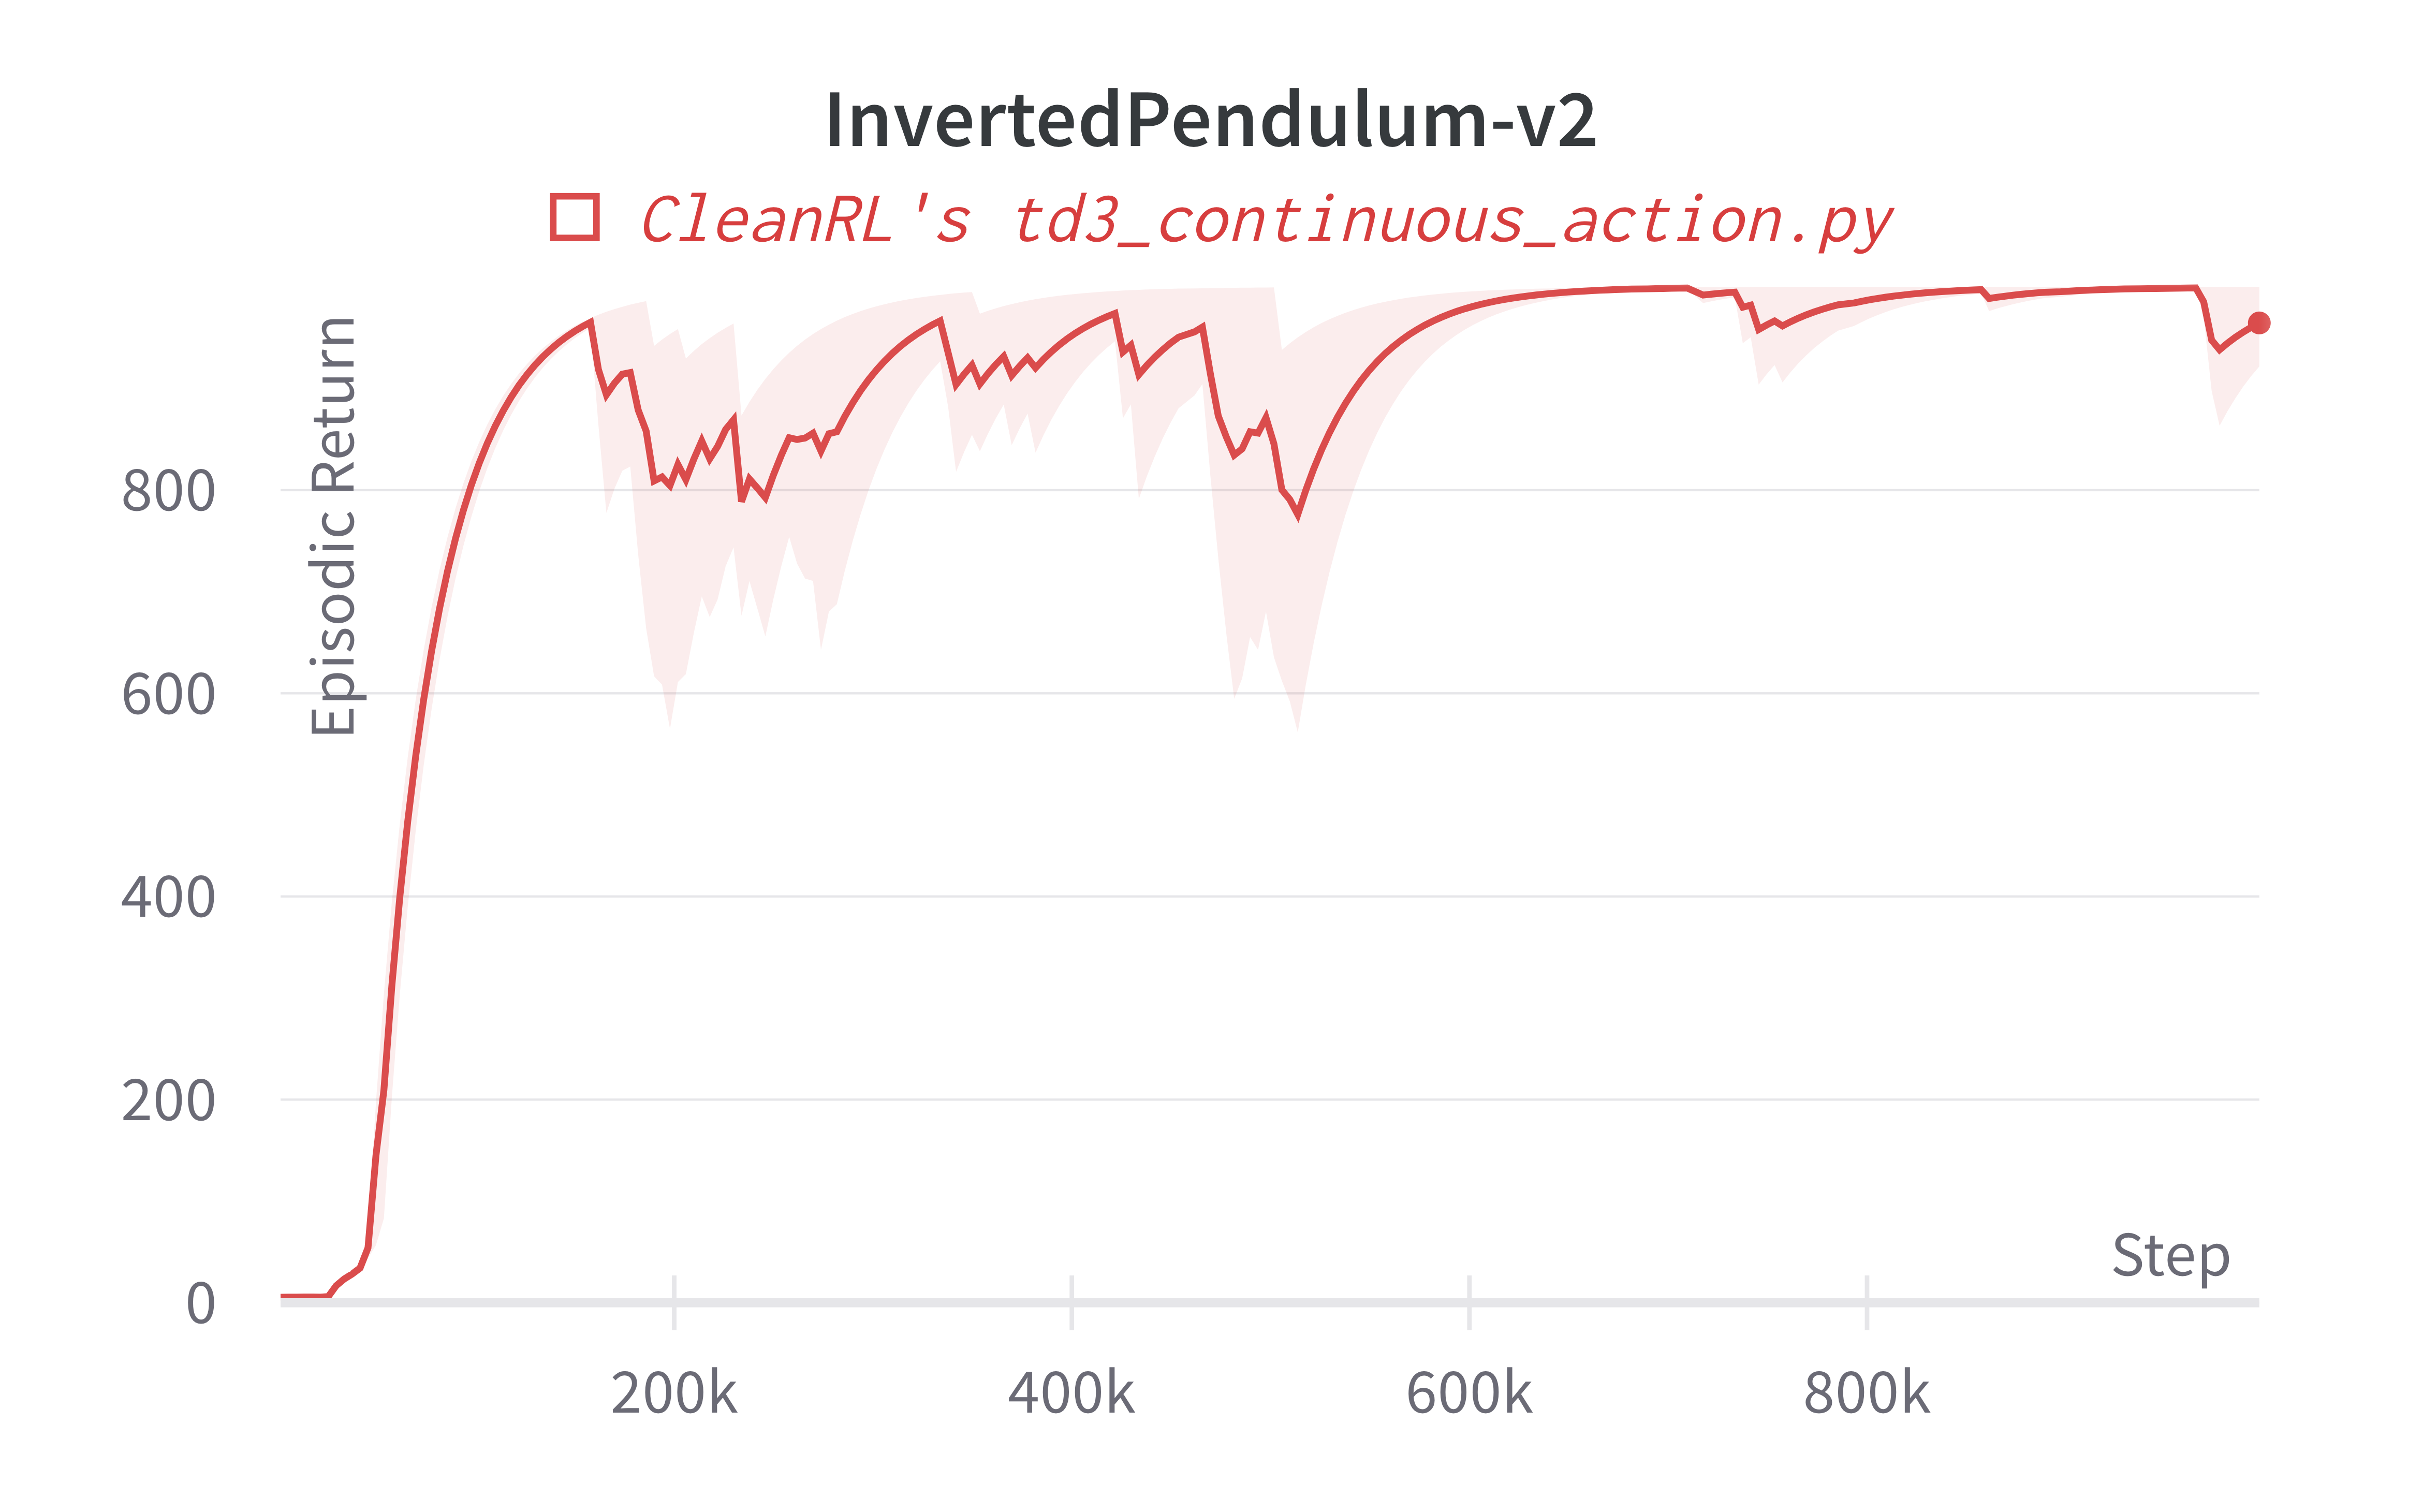 InvertedPendulum-v2
CleanRL's td3_continuous_action.py
Episodic Return
800
600
400
200
0
Step
200k
400k
600k
800k